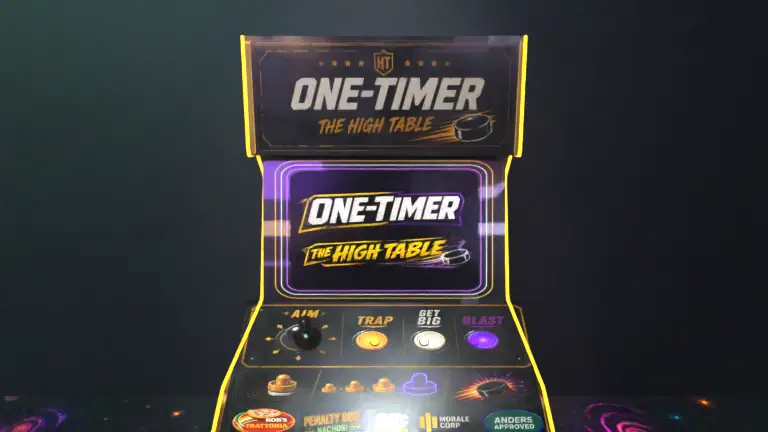 HT
ONE-TIMER
THE HIGH TABLE
ONE-TIMER
THE HIGH TABLE
AIM
TRAP
GET
BIG
BLAST
ROB'S
TRATTORIA
PENALTY BOX
NACHOS!
MORALE
CORP
ANDERS
APPROVED